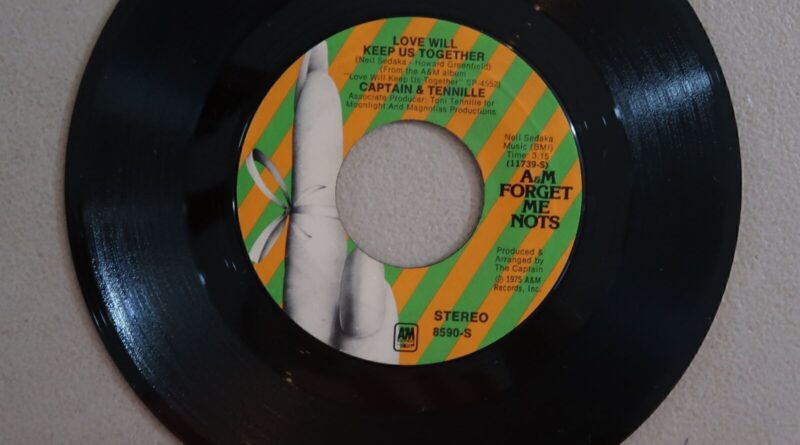 LOVE WILL
KEEP US TOGETHER
(Neil Sedaka - Howard Greenfield)
(From the A&M album
"Love Will Keep Us Together" SP-4552)
CAPTAIN & TENNILLE
Associate Producer: Toni Tennille for
Moonlight And Magnolias Productions
Neil Sedaka
Music (BMI)
Time: 3:15
(11739-S)
A&M
FORGET
ME
NOTS
Produced &
Arranged by
The Captain
℗ 1975 A&M
Records, Inc.
STEREO
8590-S
A&M